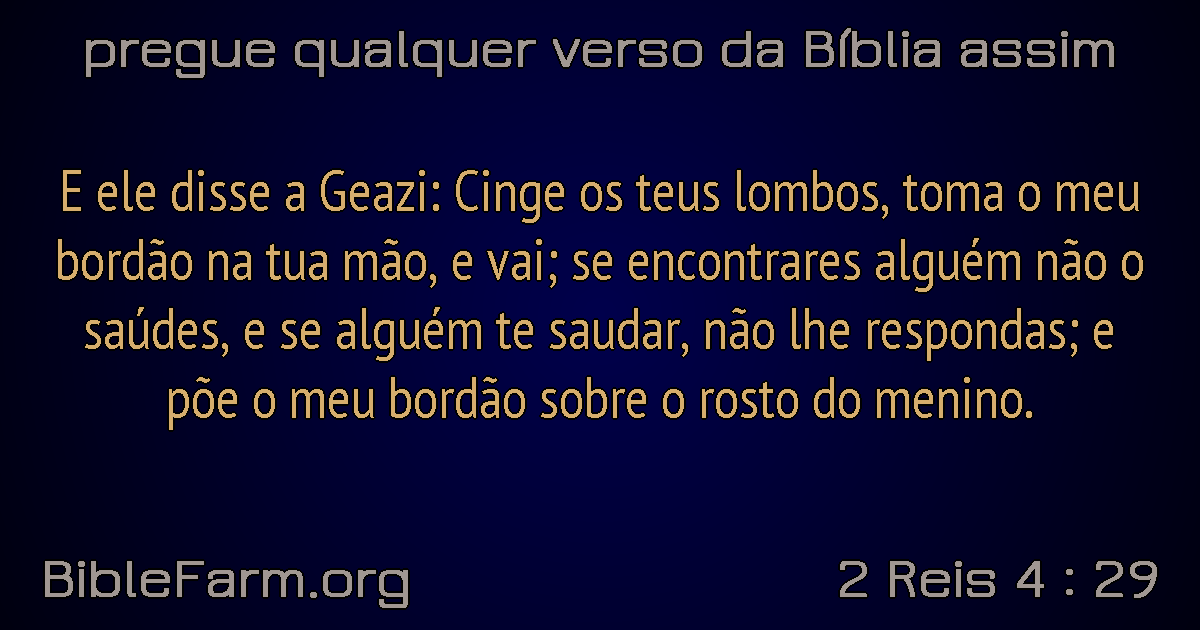 pregue qualquer verso da Bíblia assim
E ele disse a Geazi: Cinge os teus lombos, toma o meu
bordão na tua mão, e vai; se encontrares alguém não o
saúdes, e se alguém te saudar, não lhe respondas; e
põe o meu bordão sobre o rosto do menino.
BibleFarm.org
2 Reis 4 : 29